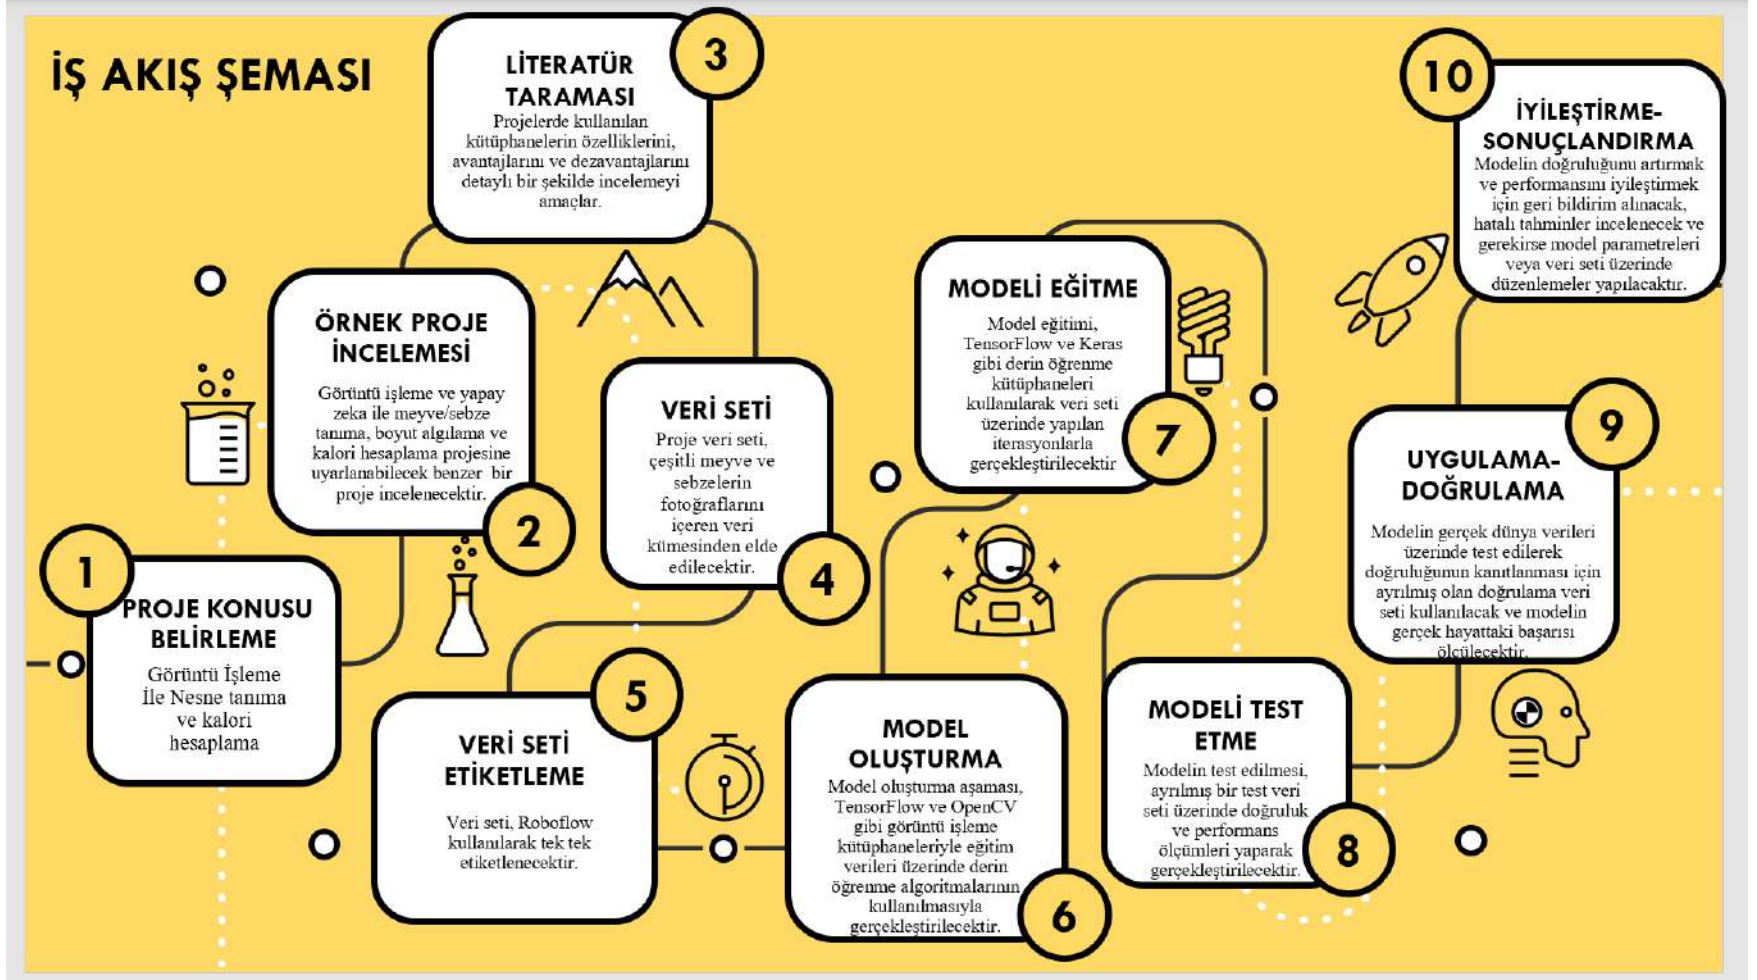 İŞ AKIŞ ŞEMASI
1
PROJE KONUSU
BELİRLEME
Görüntü İşleme
İle Nesne tanıma
ve kalori
hesaplama
2
ÖRNEK PROJE
İNCELEMESİ
Görüntü işleme ve yapay
zeka ile meyve/sebze
tanıma, boyut algılama ve
kalori hesaplama projesine
uyarlanabilecek benzer bir
proje incelenecektir.
3
LİTERATÜR
TARAMASI
Projelerde kullanılan
kütüphanelerin özelliklerini,
avantajlarını ve dezavantajlarını
detaylı bir şekilde incelemeyi
amaçlar.
4
VERİ SETİ
Proje veri seti,
çeşitli meyve ve
sebzelerin
fotoğraflarını
içeren veri
kümesinden elde
edilecektir.
5
VERİ SETİ
ETİKETLEME
Veri seti, Roboflow
kullanılarak tek tek
etiketlenecektir.
6
MODEL
OLUŞTURMA
Model oluşturma aşaması,
TensorFlow ve OpenCV
gibi görüntü işleme
kütüphaneleriyle eğitim
verileri üzerinde derin
öğrenme algoritmalarının
kullanılmasıyla
gerçekleştirilecektir.
7
MODELİ EĞİTME
Model eğitimi,
TensorFlow ve Keras
gibi derin öğrenme
kütüphaneleri
kullanılarak veri seti
üzerinde yapılan
iterasyonlarla
gerçekleştirilecektir
8
MODELİ TEST
ETME
Modelin test edilmesi,
ayrılmış bir test veri
seti üzerinde doğruluk
ve performans
ölçümleri yaparak
gerçekleştirilecektir.
9
UYGULAMA-
DOĞRULAMA
Modelin gerçek dünya verileri
üzerinde test edilerek
doğruluğunun kanıtlanması için
ayrılmış olan doğrulama veri
seti kullanılacak ve modelin
gerçek hayattaki başarısı
ölçülecektir.
10
İYİLEŞTİRME-
SONUÇLANDIRMA
Modelin doğruluğunu artırmak
ve performansını iyileştirmek
için geri bildirim alınacak,
hatalı tahminler incelenecek ve
gerekirse model parametreleri
veya veri seti üzerinde
düzenlemeler yapılacaktır.